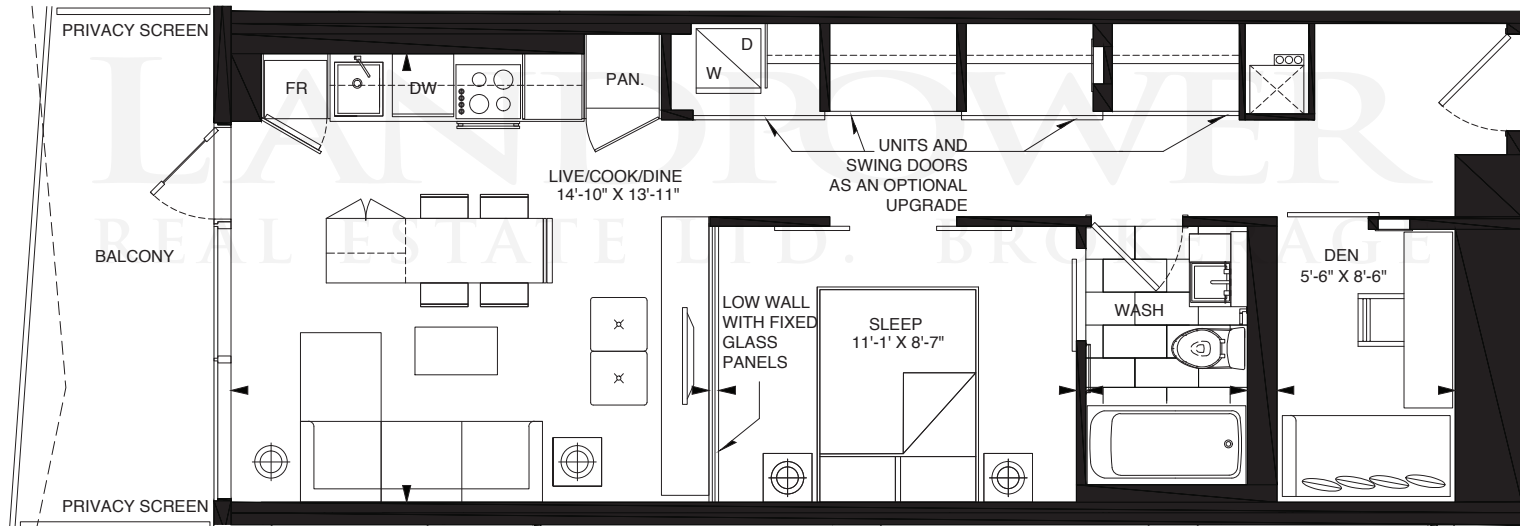 PRIVACY SCREEN
FR
DW
PAN.
D
W
LANDPOWER
REAL ESTATE LTD. BROKERAGE
UNITS AND
SWING DOORS
AS AN OPTIONAL
UPGRADE
LIVE/COOK/DINE
14'-10" X 13'-11"
BALCONY
DEN
5'-6" X 8'-6"
LOW WALL
WITH FIXED
GLASS
PANELS
SLEEP
11'-1' X 8'-7"
WASH
PRIVACY SCREEN